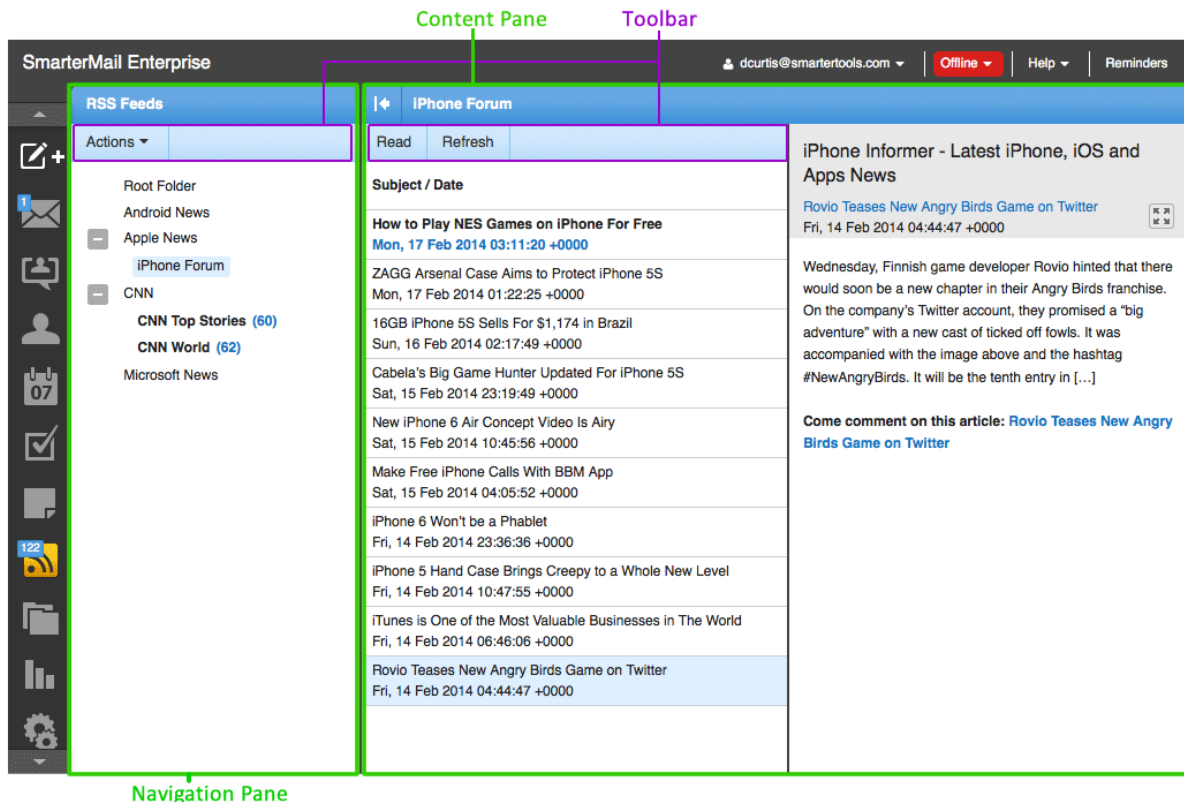 Content Pane
Toolbar
SmarterMail Enterprise
dcurtis@smartertools.com
Offline
Help
Reminders
RSS Feeds
Actions
Root Folder
Android News
Apple News
iPhone Forum
CNN
CNN Top Stories (60)
CNN World (62)
Microsoft News
1
07
122
iPhone Forum
Read
Refresh
Subject / Date
How to Play NES Games on iPhone For Free
Mon, 17 Feb 2014 03:11:20 +0000
ZAGG Arsenal Case Aims to Protect iPhone 5S
Mon, 17 Feb 2014 01:22:25 +0000
16GB iPhone 5S Sells For $1,174 in Brazil
Sun, 16 Feb 2014 02:17:49 +0000
Cabela's Big Game Hunter Updated For iPhone 5S
Sat, 15 Feb 2014 23:19:49 +0000
New iPhone 6 Air Concept Video Is Airy
Sat, 15 Feb 2014 10:45:56 +0000
Make Free iPhone Calls With BBM App
Sat, 15 Feb 2014 04:05:52 +0000
iPhone 6 Won't be a Phablet
Fri, 14 Feb 2014 23:36:36 +0000
iPhone 5 Hand Case Brings Creepy to a Whole New Level
Fri, 14 Feb 2014 10:47:55 +0000
iTunes is One of the Most Valuable Businesses in The World
Fri, 14 Feb 2014 06:46:06 +0000
Rovio Teases New Angry Birds Game on Twitter
Fri, 14 Feb 2014 04:44:47 +0000
iPhone Informer - Latest iPhone, iOS and
Apps News
Rovio Teases New Angry Birds Game on Twitter
Fri, 14 Feb 2014 04:44:47 +0000
Wednesday, Finnish game developer Rovio hinted that there
would soon be a new chapter in their Angry Birds franchise.
On the company's Twitter account, they promised a "big
adventure" with a new cast of ticked off fowls. It was
accompanied with the image above and the hashtag
#NewAngryBirds. It will be the tenth entry in […]
Come comment on this article: Rovio Teases New Angry
Birds Game on Twitter
Navigation Pane